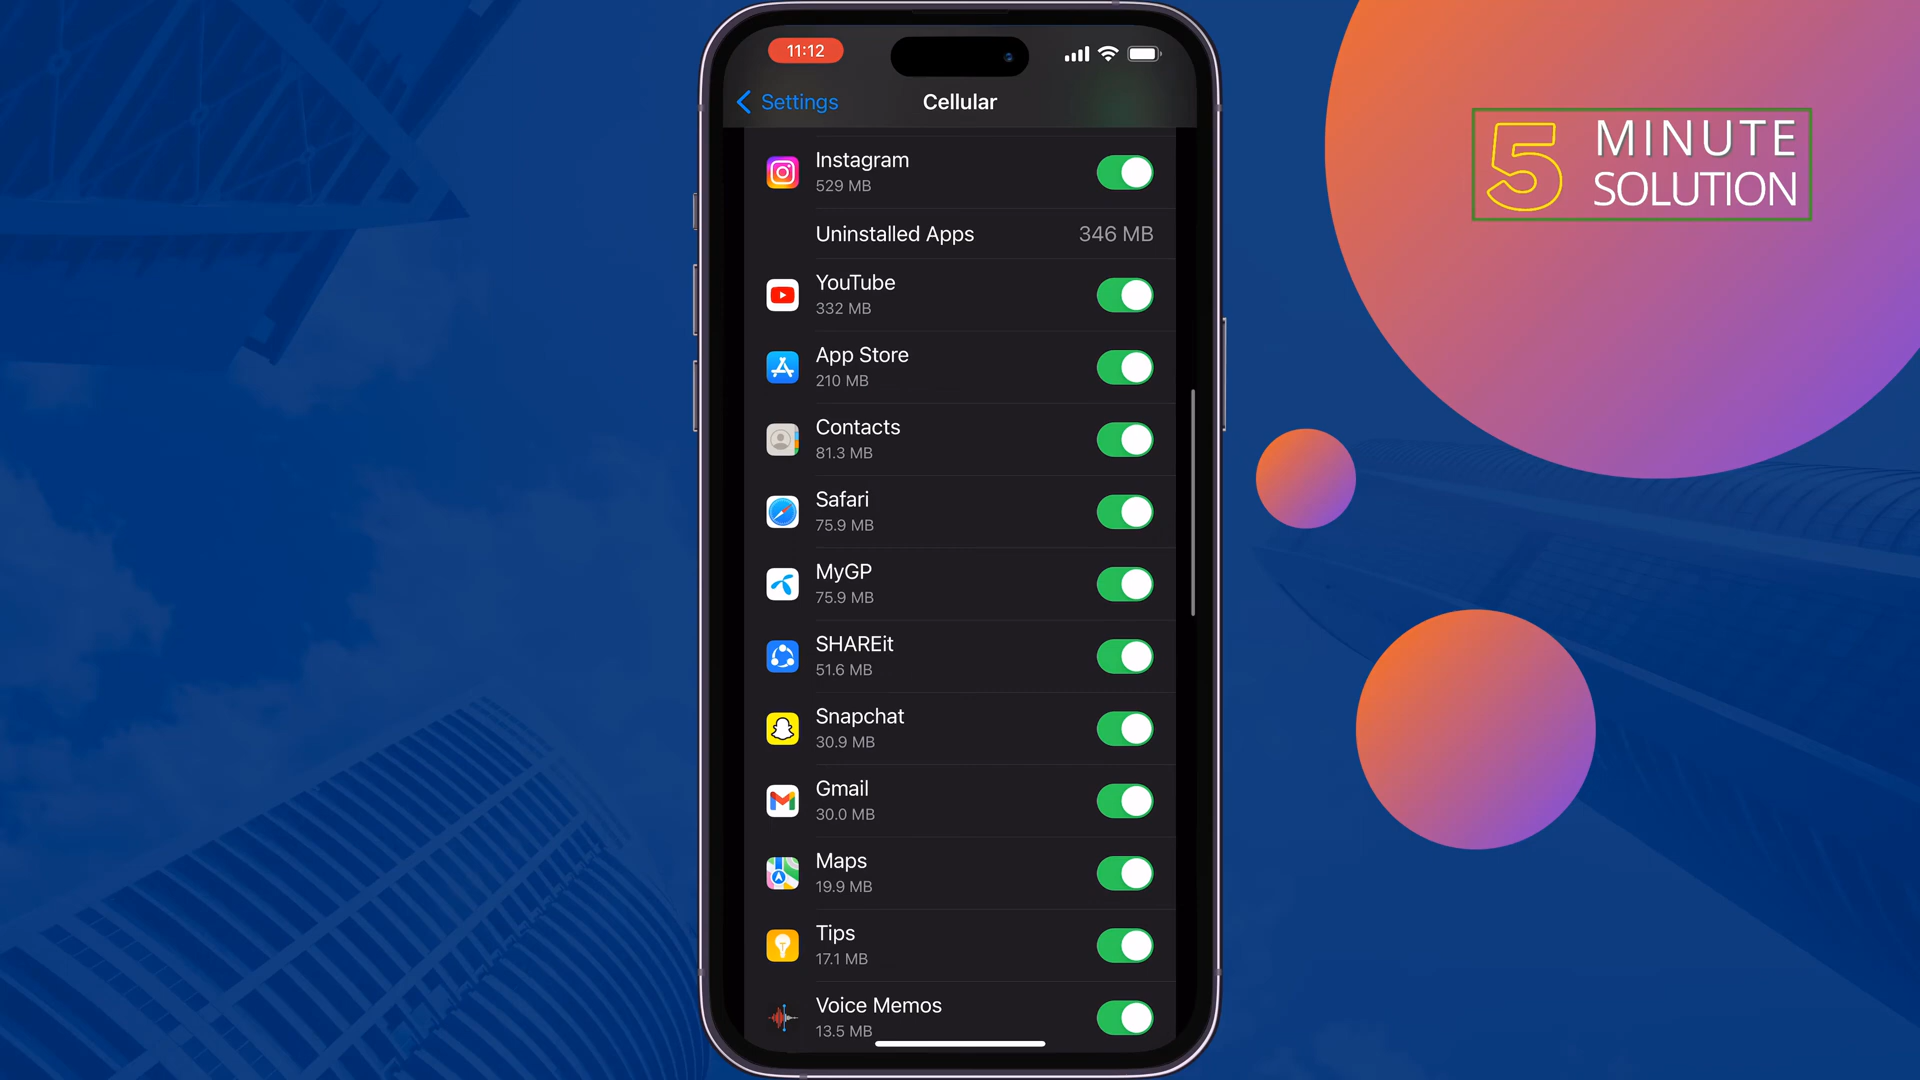 11:12
Settings
Cellular
Instagram
529 MB
Uninstalled Apps 346 MB
YouTube
332 MB
App Store
210 MB
Contacts
81.3 MB
Safari
75.9 MB
MyGP
75.9 MB
SHAREit
51.6 MB
Snapchat
30.9 MB
Gmail
30.0 MB
Maps
19.9 MB
Tips
17.1 MB
Voice Memos
13.5 MB
5 MINUTE
SOLUTION